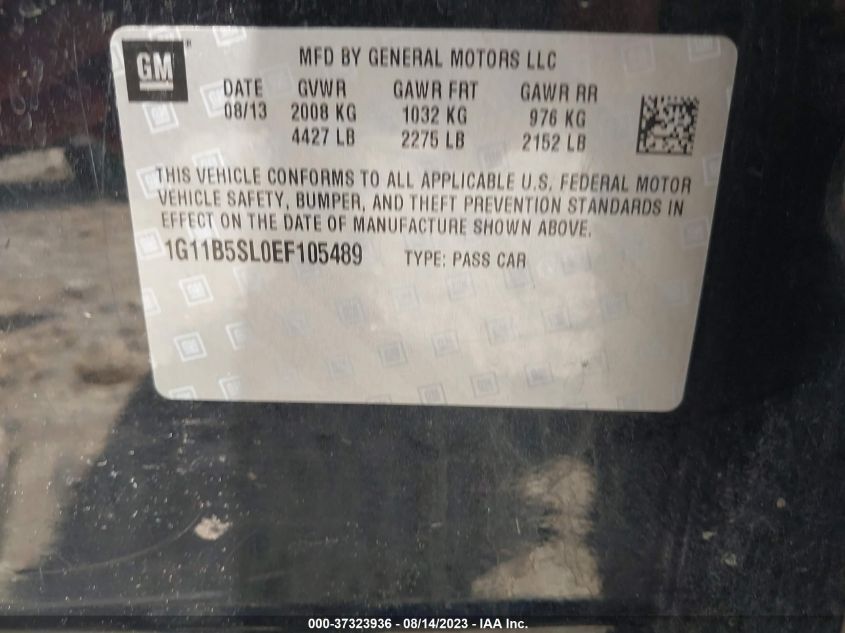 GM
MFD BY GENERAL MOTORS LLC
DATE GVWR GAWR FRT GAWR RR
08/13 2008 KG 1032 KG 976 KG
4427 LB 2275 LB 2152 LB
THIS VEHICLE CONFORMS TO ALL APPLICABLE U.S. FEDERAL MOTOR
VEHICLE SAFETY, BUMPER, AND THEFT PREVENTION STANDARDS IN
EFFECT ON THE DATE OF MANUFACTURE SHOWN ABOVE.
1G11B5SL0EF105489 TYPE: PASS CAR
000-37323936 - 08/14/2023 - IAA Inc.